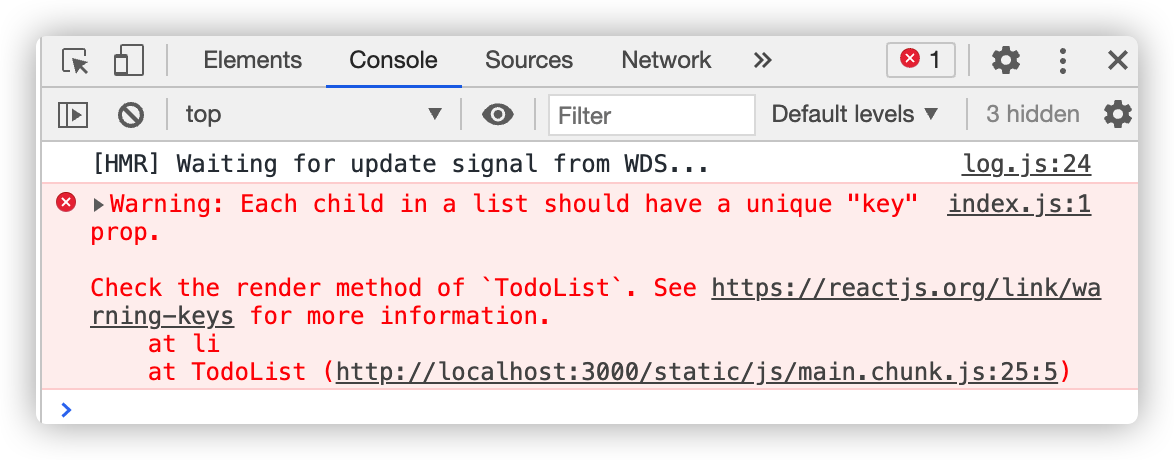 Elements Console Sources Network » 1
top Filter Default levels 3 hidden
[HMR] Waiting for update signal from WDS... log.js:24
Warning: Each child in a list should have a unique "key" index.js:1
prop.
Check the render method of `TodoList`. See https://reactjs.org/link/wa
rning-keys for more information.
at li
at TodoList (http://localhost:3000/static/js/main.chunk.js:25:5)